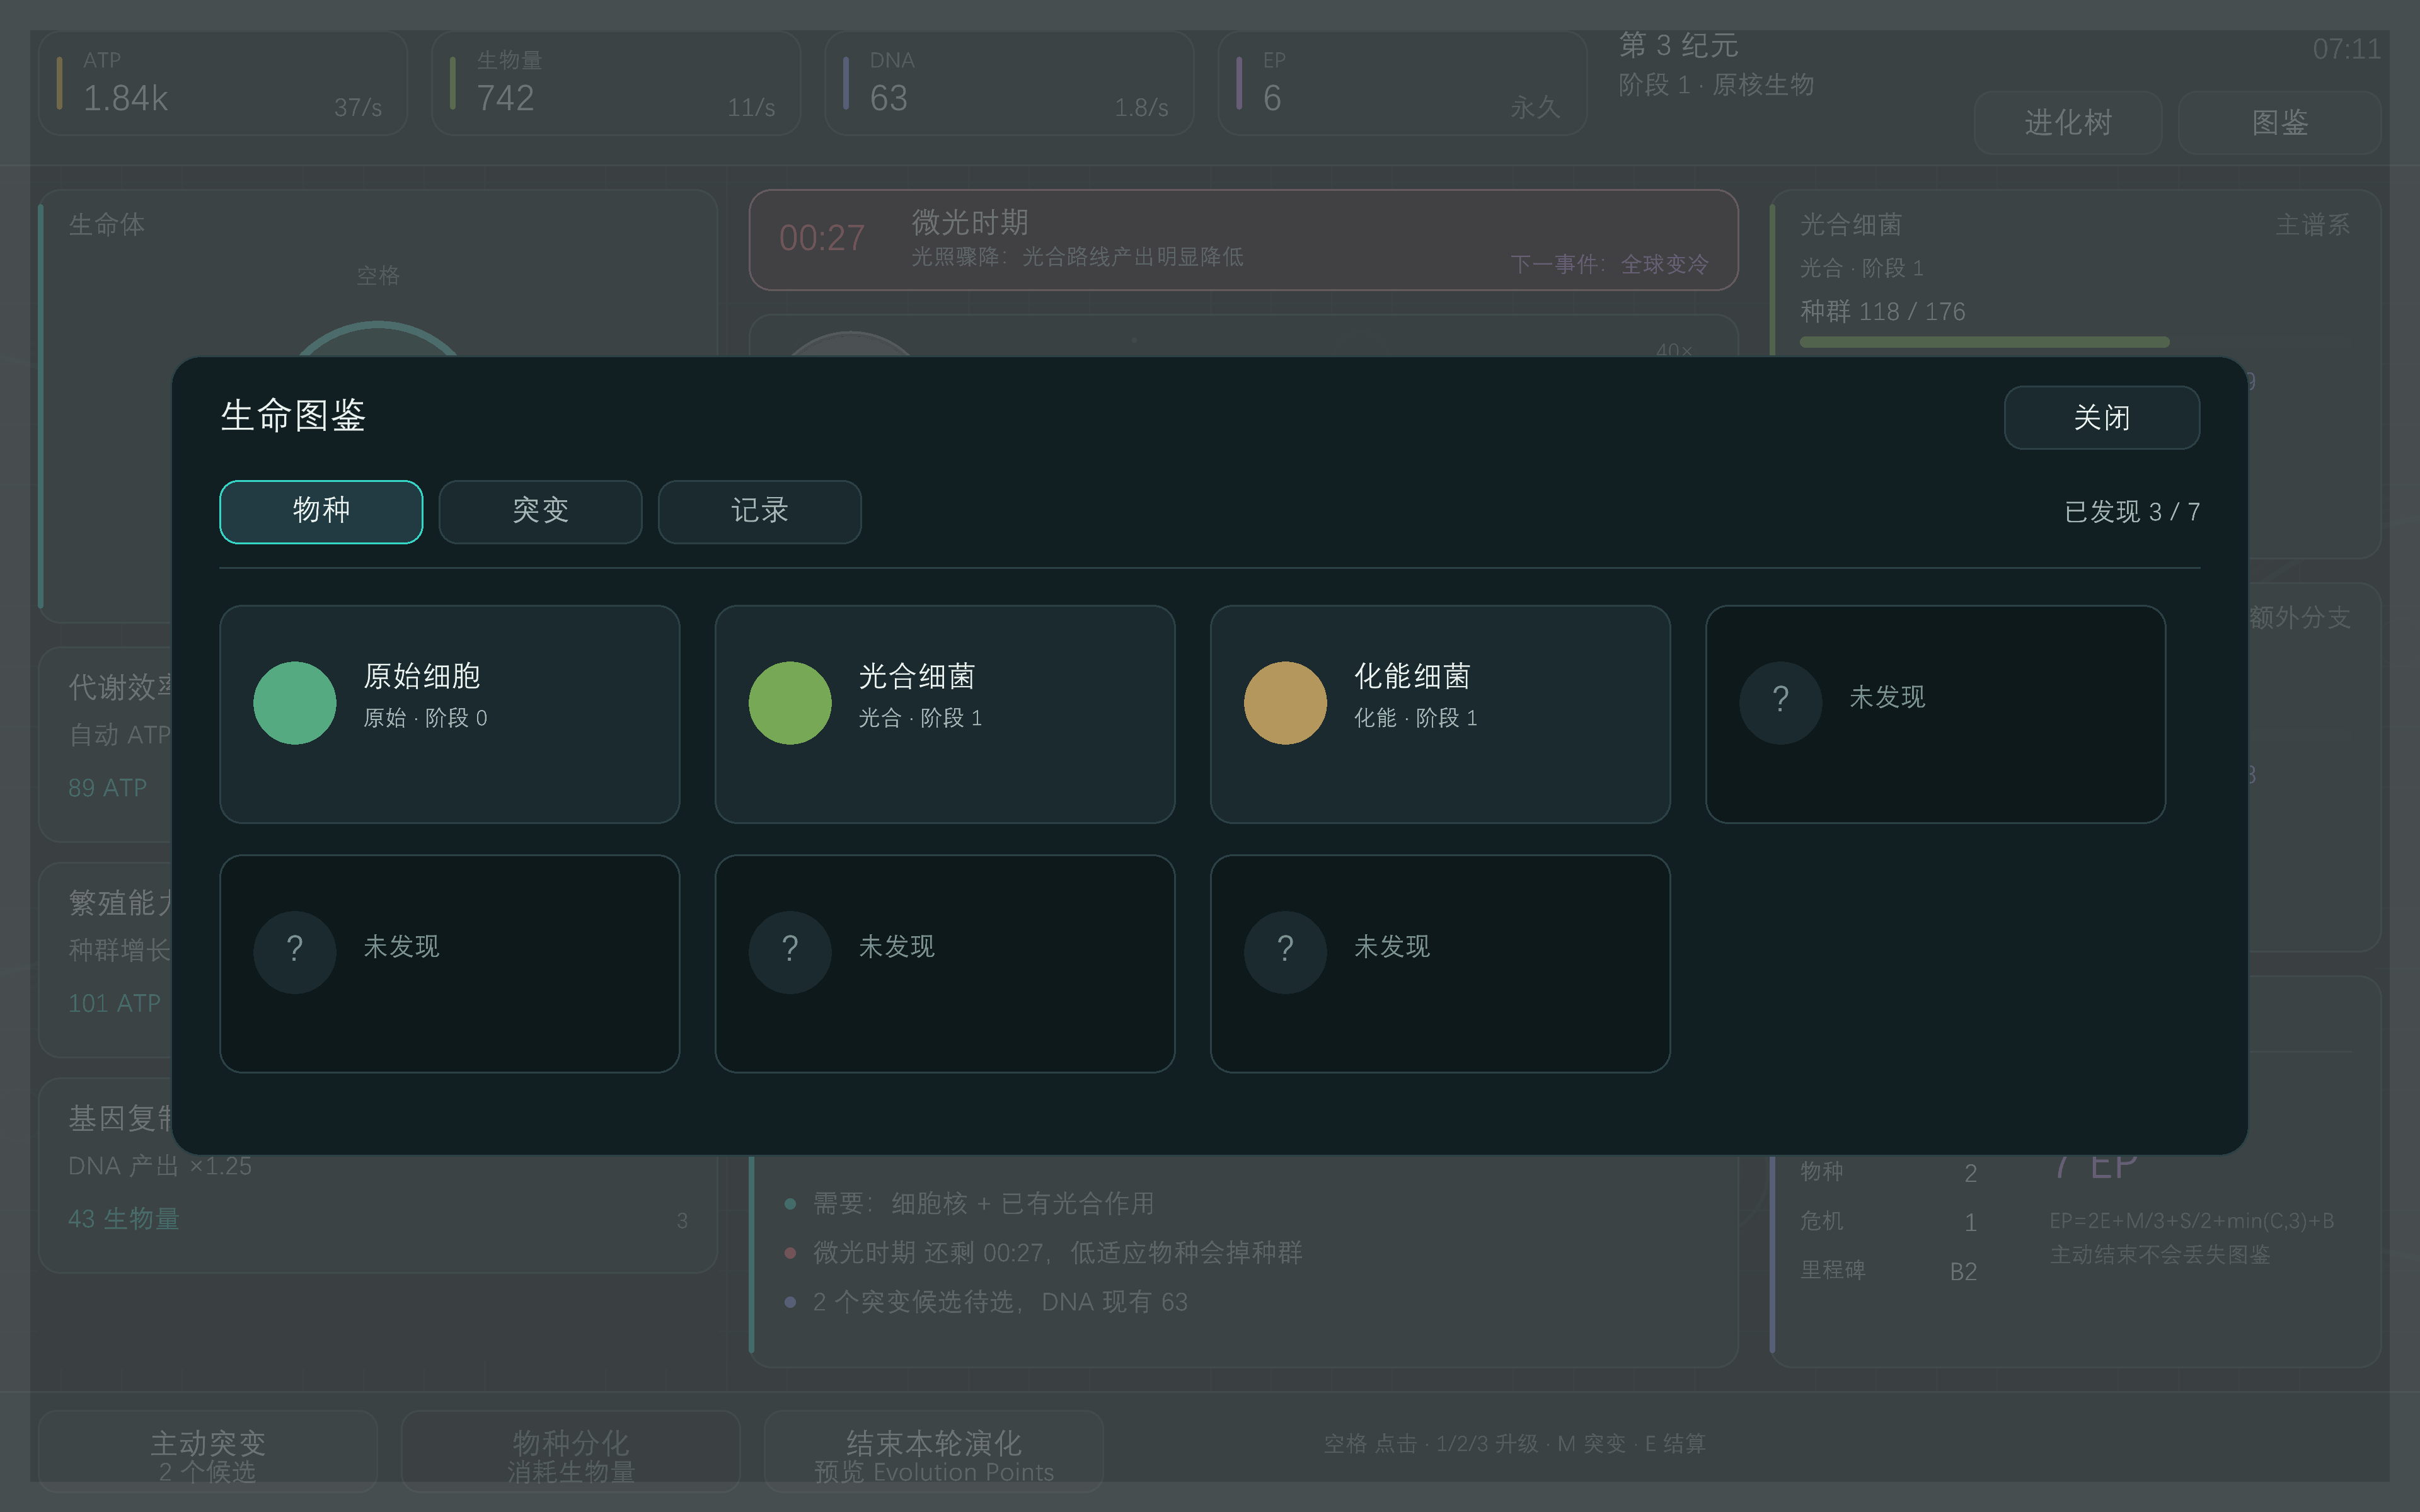 ATP
1.84k
37/s
生物量
742
11/s
DNA
63
1.8/s
EP
6
永久
第 3 纪元
阶段 1 · 原核生物
07:11
进化树
图鉴
生命体
空格
00:27
微光时期
光照骤降：光合路线产出明显降低
下一事件：全球变冷
40×
光合细菌
主谱系
光合 · 阶段 1
种群 118 / 176
生命图鉴
关闭
物种
突变
记录
已发现 3 / 7
原始细胞
原始 · 阶段 0
光合细菌
光合 · 阶段 1
化能细菌
化能 · 阶段 1
?
未发现
?
未发现
?
未发现
?
未发现
额外分支
代谢效率
自动 ATP
89 ATP
繁殖能力
种群增长
101 ATP
基因复制
DNA 产出 ×1.25
43 生物量
3
需要：细胞核 + 已有光合作用
微光时期 还剩 00:27，低适应物种会掉种群
2 个突变候选待选，DNA 现有 63
物种
2
危机
1
里程碑
B2
7 EP
EP=2E+M/3+S/2+min(C,3)+B
主动结束不会丢失图鉴
主动突变
2 个候选
物种分化
消耗生物量
结束本轮演化
预览 Evolution Points
空格 点击 · 1/2/3 升级 · M 突变 · E 结算